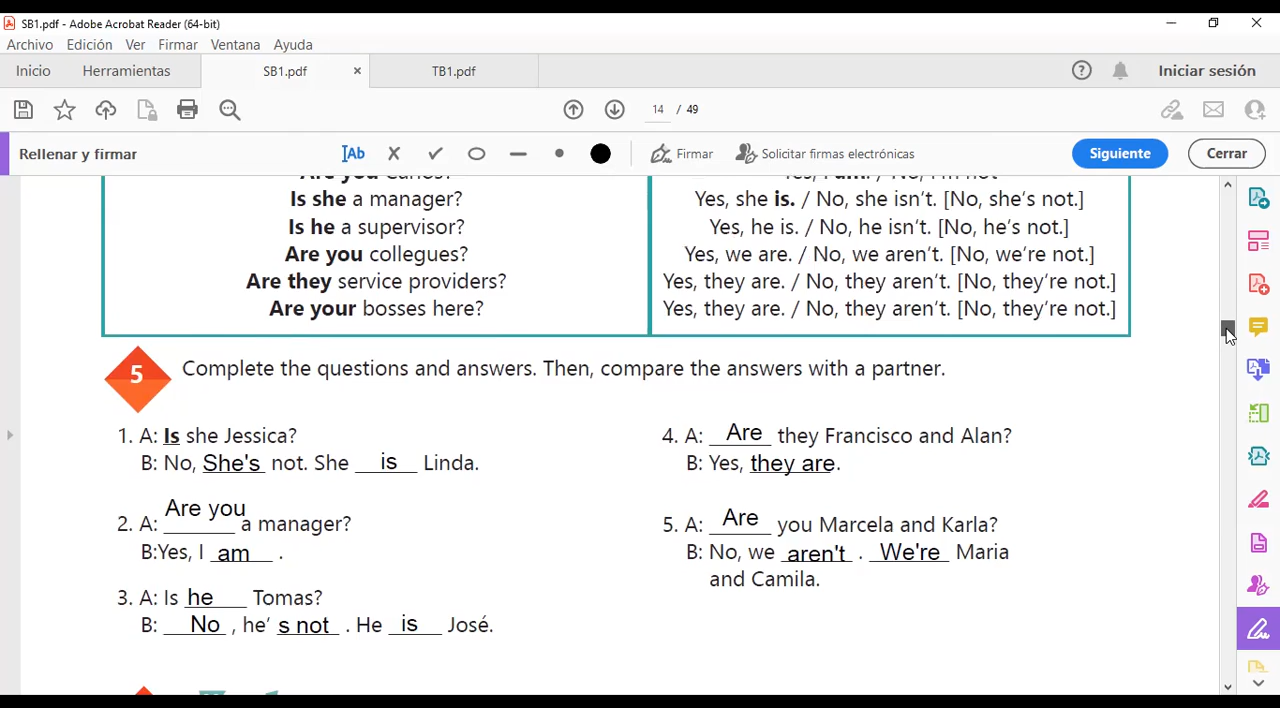 SB1.pdf - Adobe Acrobat Reader (64-bit)
Archivo Edición Ver Firmar Ventana Ayuda
Inicio Herramientas SB1.pdf × TB1.pdf Iniciar sesión
14 / 49
Rellenar y firmar Ab Firmar Solicitar firmas electrónicas Siguiente Cerrar
Are you Carlos? Yes, I am. / No, I'm not
Is she a manager? Yes, she is. / No, she isn't. [No, she's not.]
Is he a supervisor? Yes, he is. / No, he isn't. [No, he's not.]
Are you collegues? Yes, we are. / No, we aren't. [No, we're not.]
Are they service providers? Yes, they are. / No, they aren't. [No, they're not.]
Are your bosses here? Yes, they are. / No, they aren't. [No, they're not.]
5 Complete the questions and answers. Then, compare the answers with a partner.
1. A: Is she Jessica?
B: No, She's not. She is Linda.
2. A: Are you a manager?
B:Yes, I am .
3. A: Is he Tomas?
B: No , he' s not . He is José.
4. A: Are they Francisco and Alan?
B: Yes, they are.
5. A: Are you Marcela and Karla?
B: No, we aren't . We're Maria
and Camila.